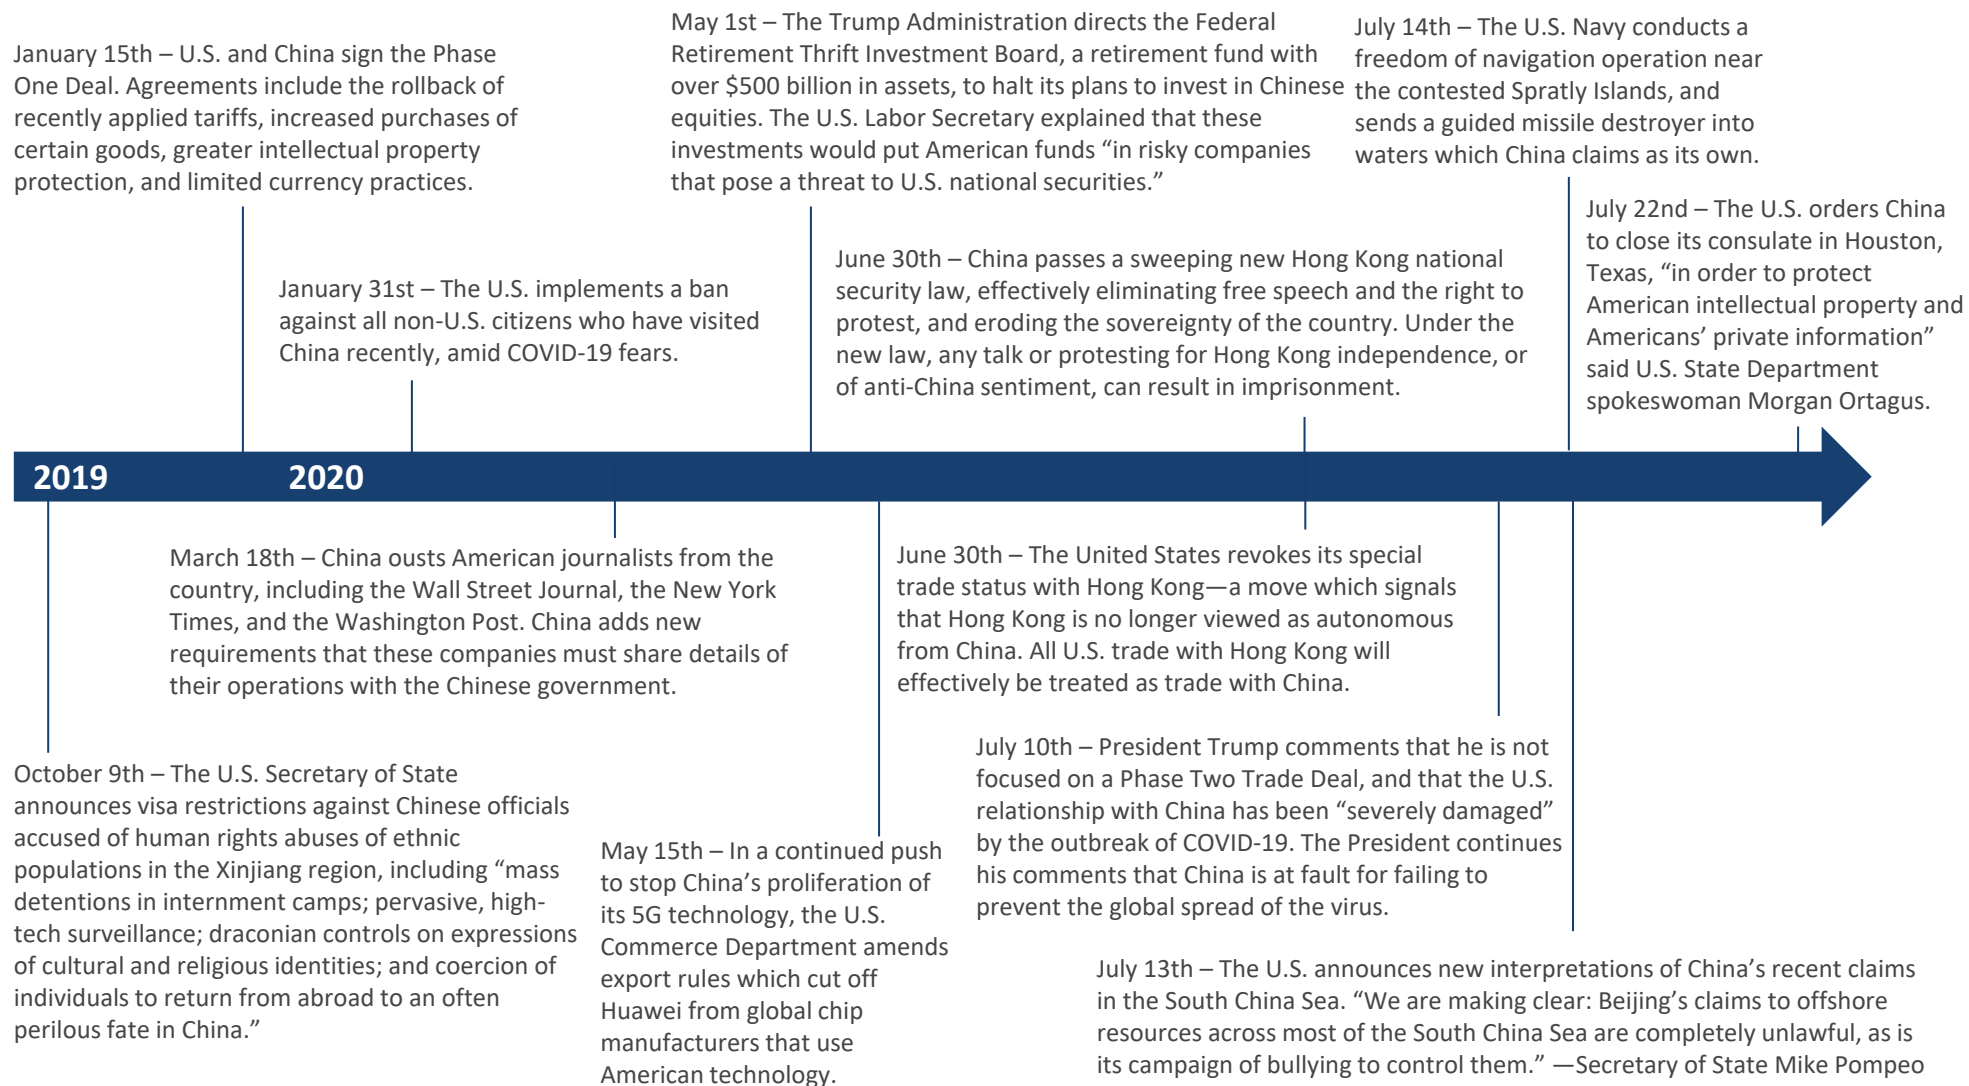 January 15th – U.S. and China sign the Phase
One Deal. Agreements include the rollback of
recently applied tariffs, increased purchases of
certain goods, greater intellectual property
protection, and limited currency practices.
May 1st – The Trump Administration directs the Federal
Retirement Thrift Investment Board, a retirement fund with
over $500 billion in assets, to halt its plans to invest in Chinese
equities. The U.S. Labor Secretary explained that these
investments would put American funds “in risky companies
that pose a threat to U.S. national securities.”
July 14th – The U.S. Navy conducts a
freedom of navigation operation near
the contested Spratly Islands, and
sends a guided missile destroyer into
waters which China claims as its own.
January 31st – The U.S. implements a ban
against all non-U.S. citizens who have visited
China recently, amid COVID-19 fears.
June 30th – China passes a sweeping new Hong Kong national
security law, effectively eliminating free speech and the right to
protest, and eroding the sovereignty of the country. Under the
new law, any talk or protesting for Hong Kong independence, or
of anti-China sentiment, can result in imprisonment.
July 22nd – The U.S. orders China
to close its consulate in Houston,
Texas, “in order to protect
American intellectual property and
Americans’ private information”
said U.S. State Department
spokeswoman Morgan Ortagus.
2019
2020
March 18th – China ousts American journalists from the
country, including the Wall Street Journal, the New York
Times, and the Washington Post. China adds new
requirements that these companies must share details of
their operations with the Chinese government.
June 30th – The United States revokes its special
trade status with Hong Kong—a move which signals
that Hong Kong is no longer viewed as autonomous
from China. All U.S. trade with Hong Kong will
effectively be treated as trade with China.
October 9th – The U.S. Secretary of State
announces visa restrictions against Chinese officials
accused of human rights abuses of ethnic
populations in the Xinjiang region, including “mass
detentions in internment camps; pervasive, high-
tech surveillance; draconian controls on expressions
of cultural and religious identities; and coercion of
individuals to return from abroad to an often
perilous fate in China.”
May 15th – In a continued push
to stop China’s proliferation of
its 5G technology, the U.S.
Commerce Department amends
export rules which cut off
Huawei from global chip
manufacturers that use
American technology.
July 10th – President Trump comments that he is not
focused on a Phase Two Trade Deal, and that the U.S.
relationship with China has been “severely damaged”
by the outbreak of COVID-19. The President continues
his comments that China is at fault for failing to
prevent the global spread of the virus.
July 13th – The U.S. announces new interpretations of China’s recent claims
in the South China Sea. “We are making clear: Beijing’s claims to offshore
resources across most of the South China Sea are completely unlawful, as is
its campaign of bullying to control them.” —Secretary of State Mike Pompeo